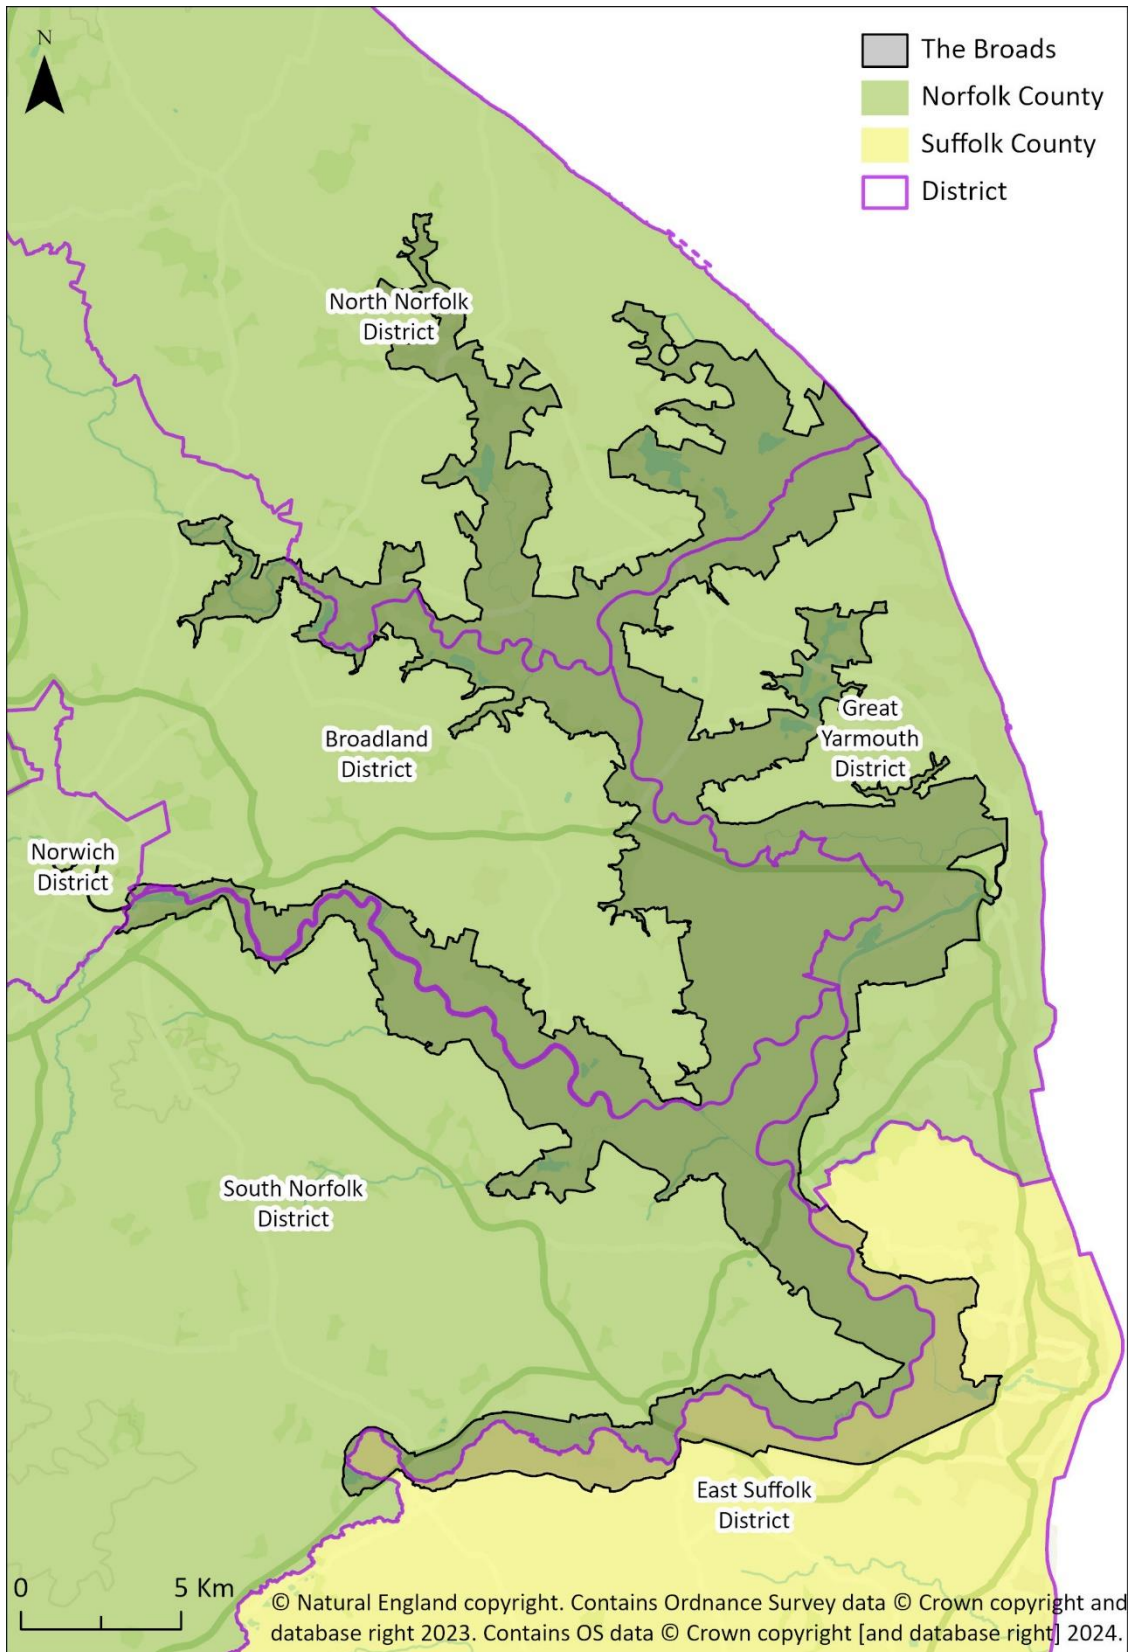 N
The Broads
Norfolk County
Suffolk County
District
North Norfolk
District
Broadland
District
Great
Yarmouth
District
Norwich
District
South Norfolk
District
East Suffolk
District
0 5 Km
© Natural England copyright. Contains Ordnance Survey data © Crown copyright and
database right 2023. Contains OS data © Crown copyright [and database right] 2024.